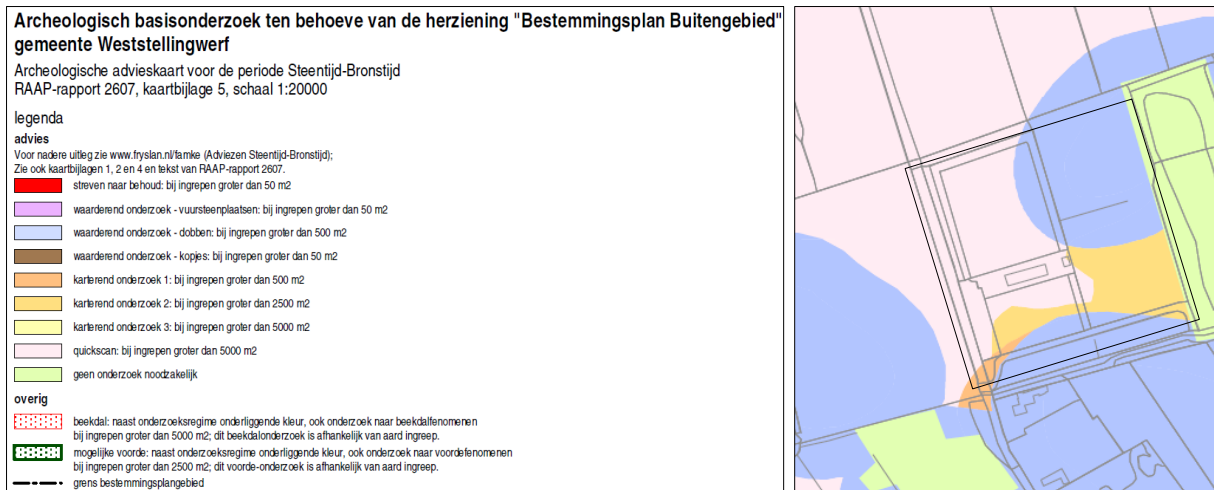 Archeologisch basisonderzoek ten behoeve van de herziening "Bestemmingsplan Buitengebied"
gemeente Weststellingwerf
Archeologische advieskaart voor de periode Steentijd-Bronstijd
RAAP-rapport 2607, kaartbijlage 5, schaal 1:20000
legenda
advies
Voor nadere uitleg zie www.fryslan.nl/famke (Adviezen Steentijd-Bronstijd);
Zie ook kaartbijlagen 1, 2 en 4 en tekst van RAAP-rapport 2607.
streven naar behoud: bij ingrepen groter dan 50 m2
waarderend onderzoek - vuursteenplaatsen: bij ingrepen groter dan 50 m2
waarderend onderzoek - dobben: bij ingrepen groter dan 500 m2
waarderend onderzoek - kopjes: bij ingrepen groter dan 50 m2
karterend onderzoek 1: bij ingrepen groter dan 500 m2
karterend onderzoek 2: bij ingrepen groter dan 2500 m2
karterend onderzoek 3: bij ingrepen groter dan 5000 m2
quickscan: bij ingrepen groter dan 5000 m2
geen onderzoek noodzakelijk
overig
beekdal: naast onderzoeksregime onderliggende kleur, ook onderzoek naar beekdalfenomenen
bij ingrepen groter dan 5000 m2; dit beekdalonderzoek is afhankelijk van aard ingreep.
mogelijke voorde: naast onderzoeksregime onderliggende kleur, ook onderzoek naar voordefenomenen
bij ingrepen groter dan 2500 m2; dit voorde-onderzoek is afhankelijk van aard ingreep.
grens bestemmingsplangebied